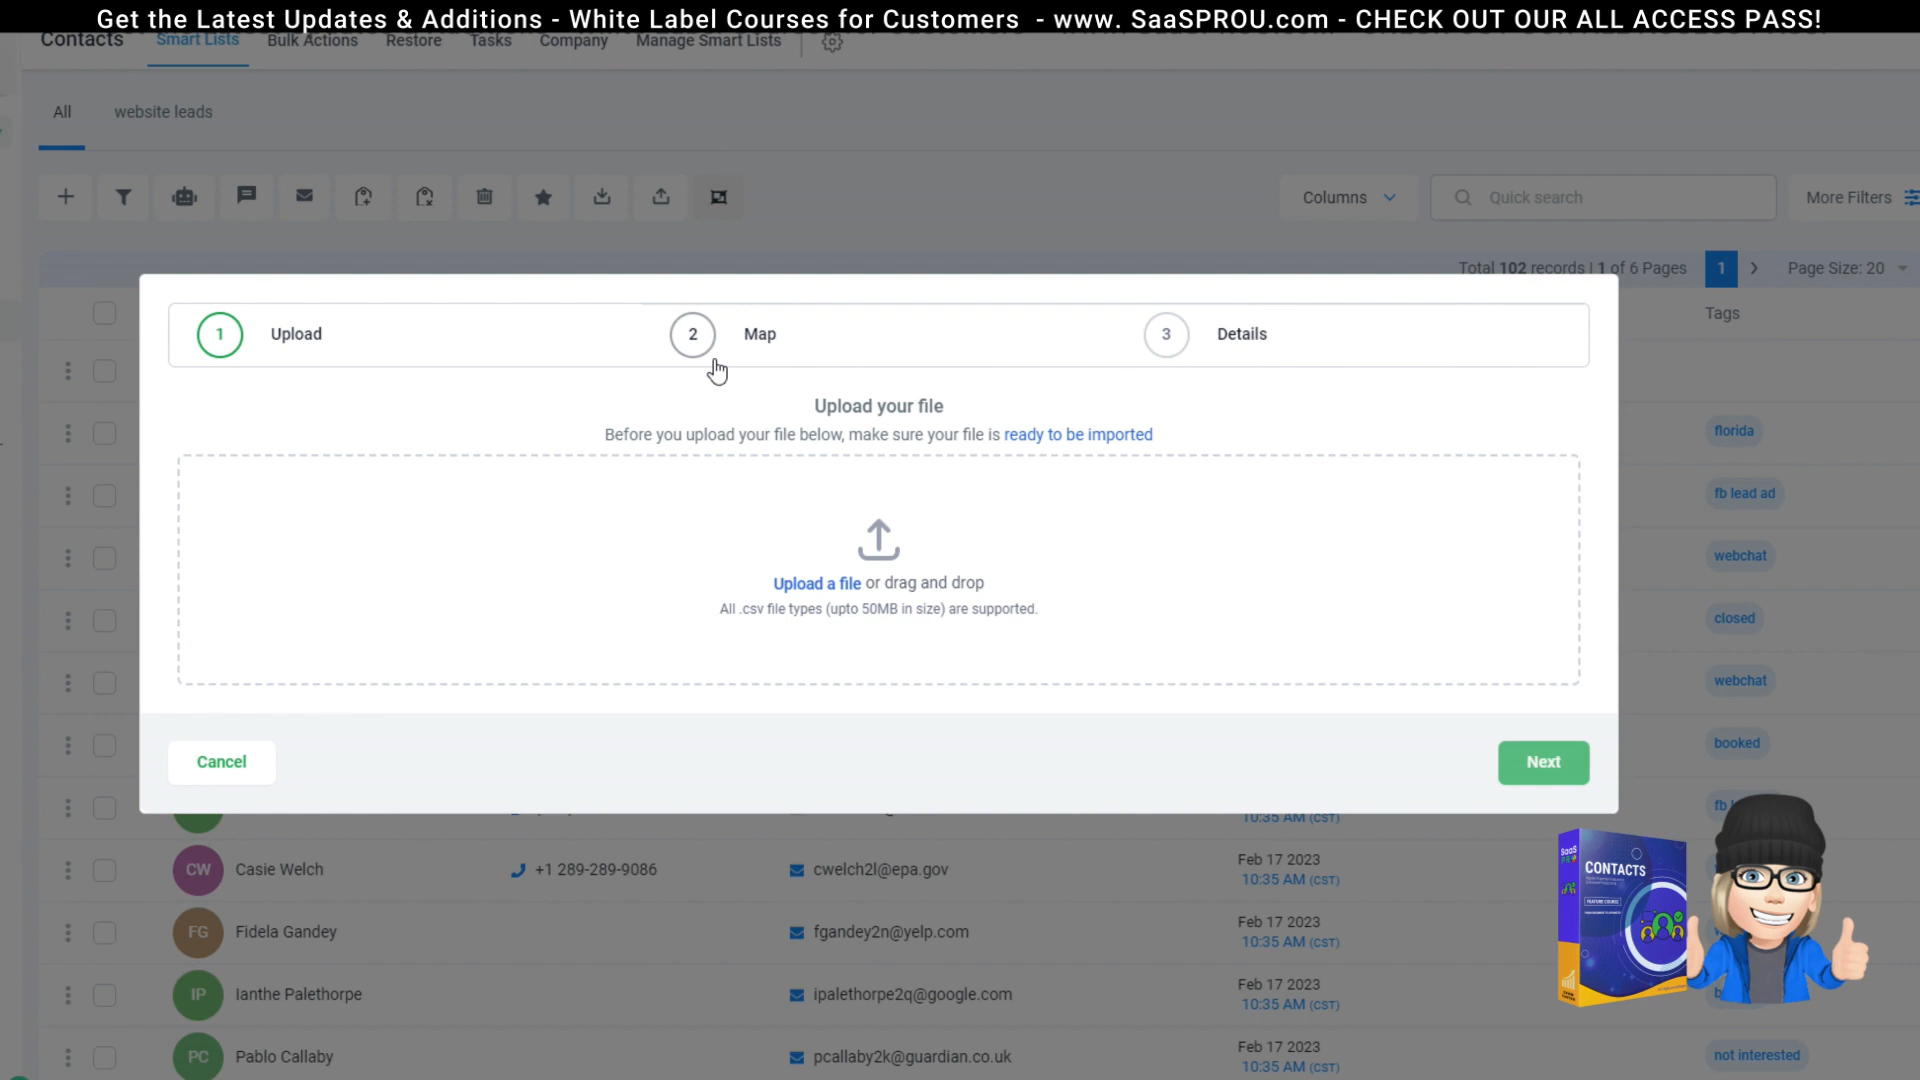 Get the Latest Updates & Additions - White Label Courses for Customers - www. SaaSPROU.com - CHECK OUT OUR ALL ACCESS PASS!
Contacts Smart Lists Bulk Actions Restore Tasks Company Manage Smart Lists
All website leads
Columns Quick search More Filters
Total 102 records | 1 of 6 Pages 1 Page Size: 20
Tags
1 Upload 2 Map 3 Details
Upload your file
Before you upload your file below, make sure your file is ready to be imported
Upload a file or drag and drop
All .csv file types (upto 50MB in size) are supported.
Cancel Next
florida
fb lead ad
webchat
closed
webchat
booked
fb
10:35 AM (CST)
CW Casie Welch +1 289-289-9086 cwelch2l@epa.gov Feb 17 2023
10:35 AM (CST)
FG Fidela Gandey fgandey2n@yelp.com Feb 17 2023
10:35 AM (CST)
IP Ianthe Palethorpe ipalethorpe2q@google.com Feb 17 2023
10:35 AM (CST)
PC Pablo Callaby pcallaby2k@guardian.co.uk Feb 17 2023
10:35 AM (CST)
not interested
SaaS
CONTACTS
FEATURE COURSE